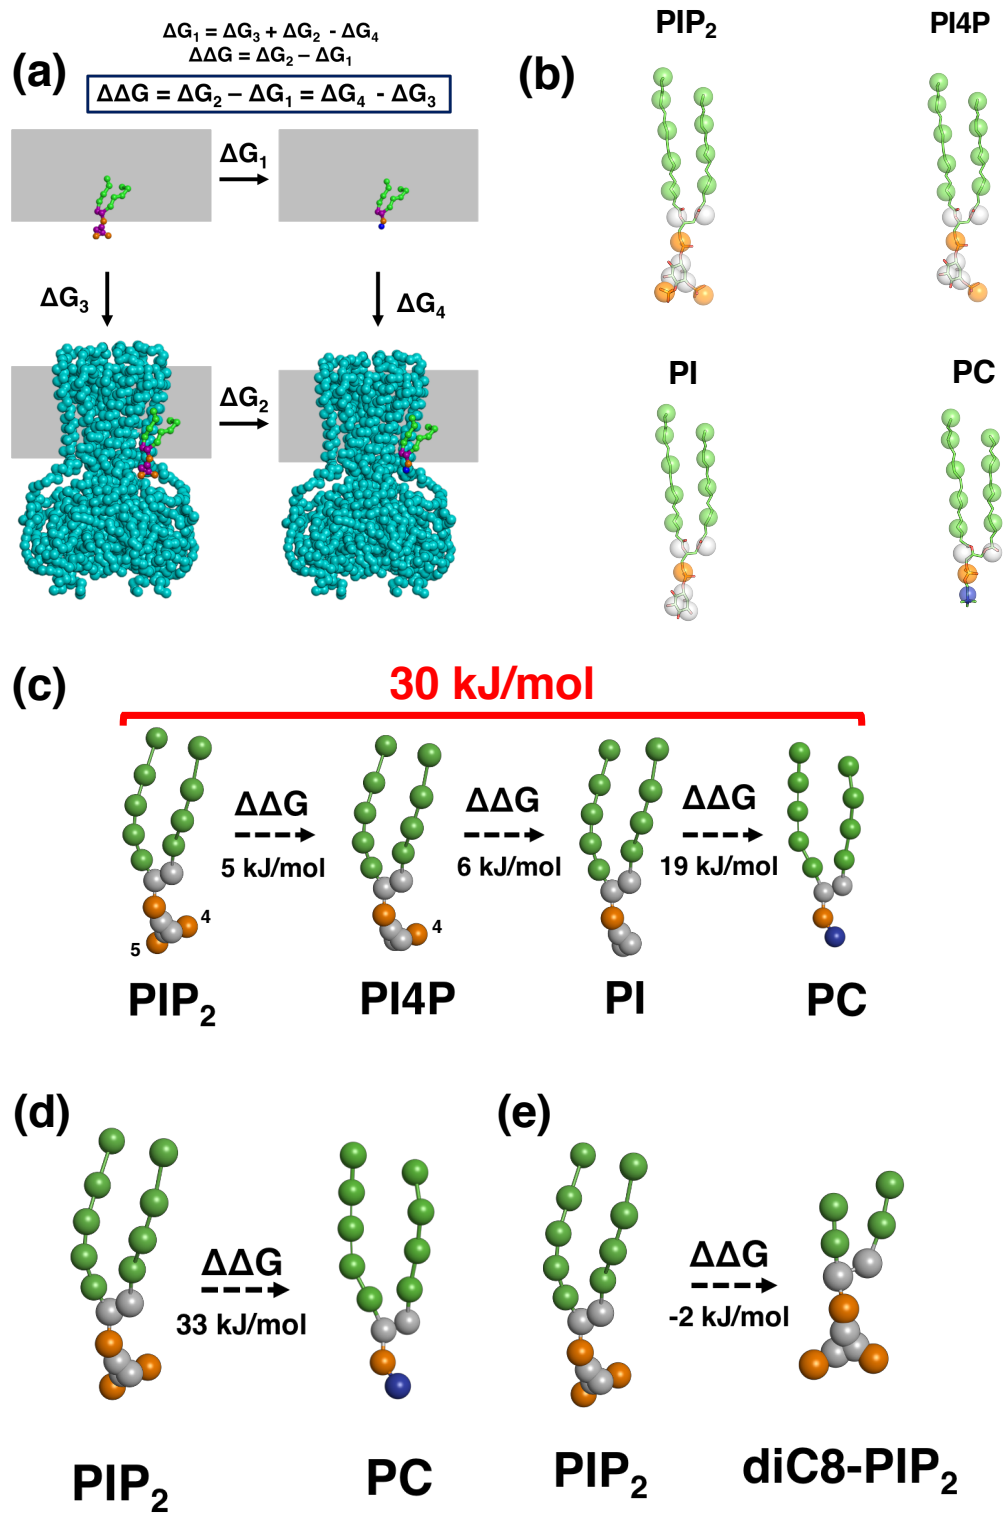 (a)
ΔG₁ = ΔG₃ + ΔG₂ - ΔG₄
ΔΔG = ΔG₂ – ΔG₁
ΔΔG = ΔG₂ – ΔG₁ = ΔG₄ - ΔG₃
ΔG₁
ΔG₃
ΔG₄
ΔG₂
(b)
PIP₂
PI4P
PI
PC
(c)
30 kJ/mol
ΔΔG
5 kJ/mol
ΔΔG
6 kJ/mol
ΔΔG
19 kJ/mol
4
5
4
PIP₂
PI4P
PI
PC
(d)
ΔΔG
33 kJ/mol
PIP₂
PC
(e)
ΔΔG
-2 kJ/mol
PIP₂
diC8-PIP₂